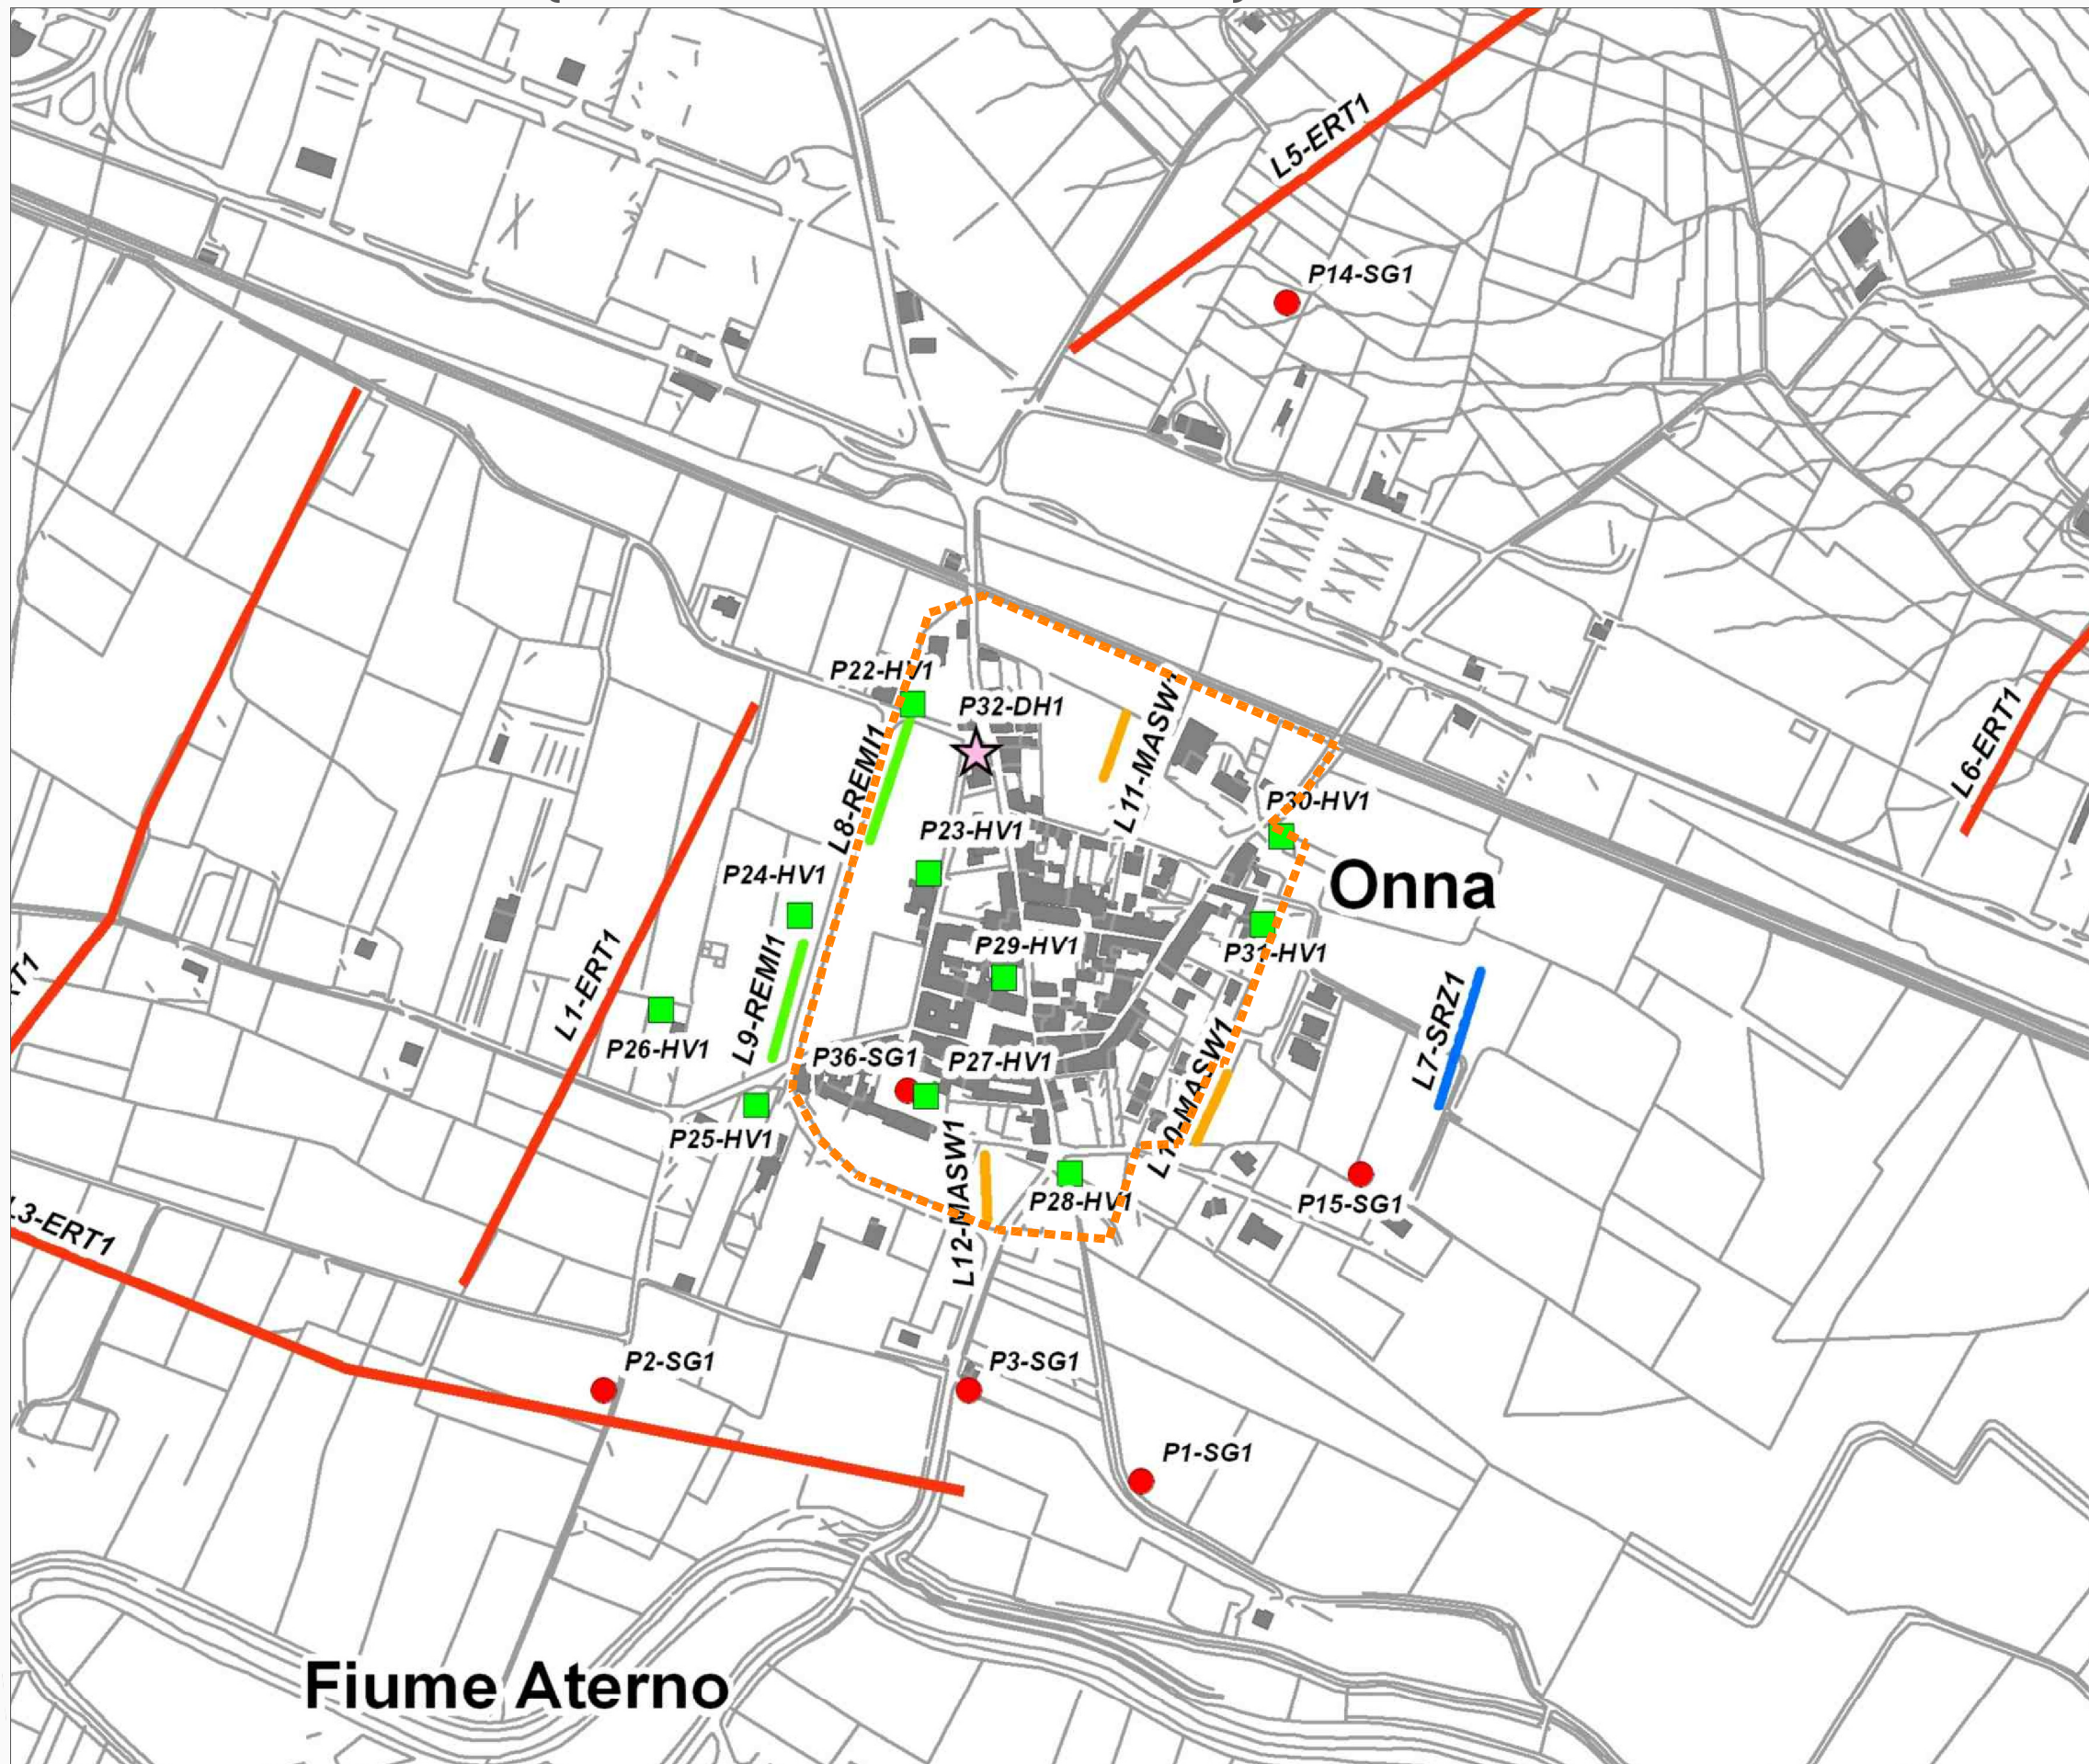 L5-ERT1
P14-SG1
P22-HV1
P32-DH1
L11-MASW1
L8-REMI1
P30-HV1
L6-ERT1
P23-HV1
P24-HV1
Onna
P29-HV1
P31-HV1
L9-REMI1
L1-ERT1
RT1
L7-SRZ1
P26-HV1
P36-SG1
P27-HV1
L10-MASW1
P25-HV1
L12-MASW1
P28-HV1
P15-SG1
L3-ERT1
P2-SG1
P3-SG1
P1-SG1
Fiume Aterno